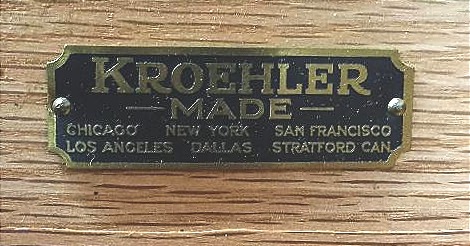 KROEHLER
— MADE —
CHICAGO NEW YORK SAN FRANCISCO
LOS ANGELES DALLAS STRATFORD CAN.